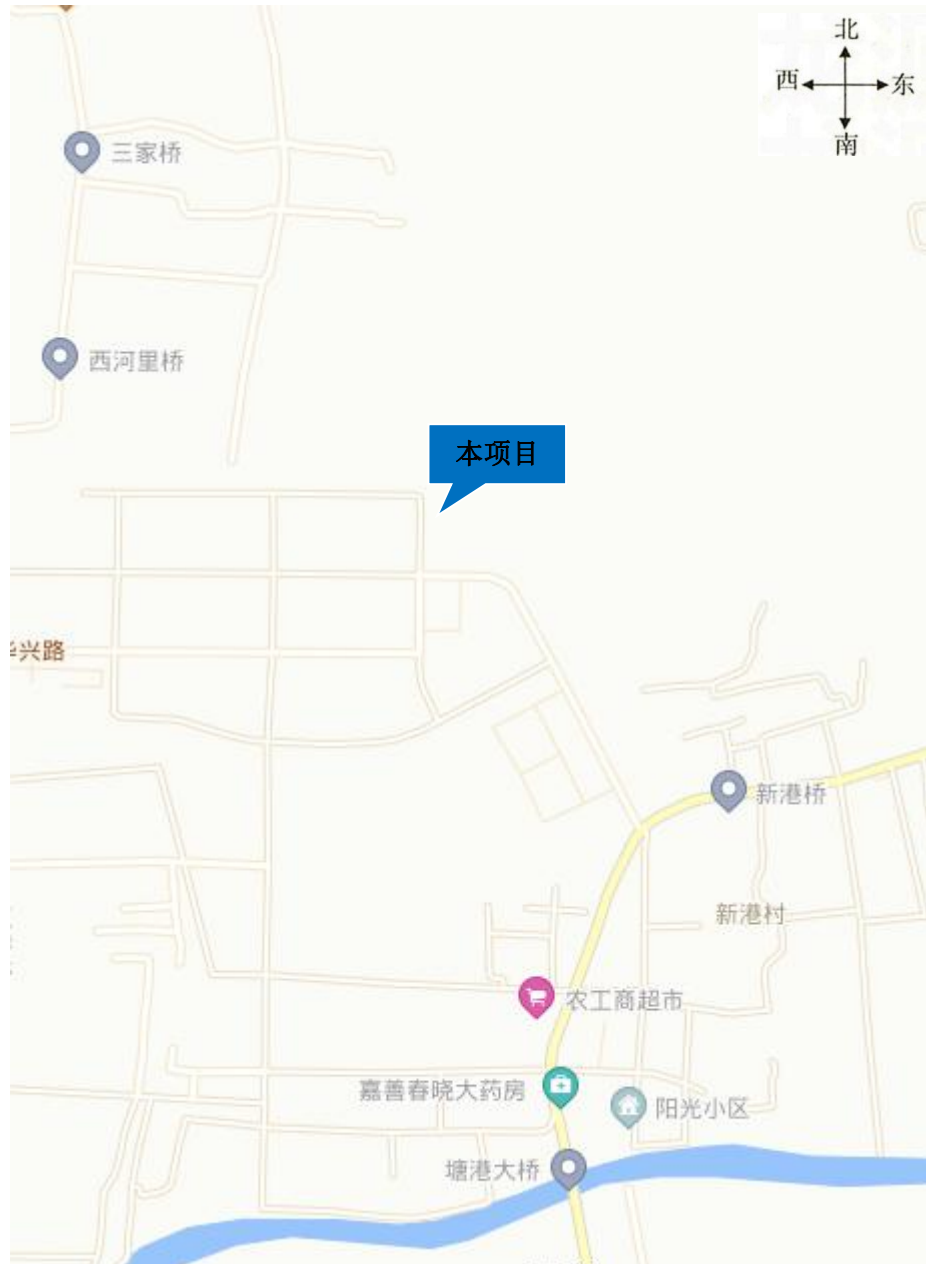 北
西
东
南
三家桥
西河里桥
本项目
兴路
新港桥
新港村
农工商超市
嘉善春晓大药房
阳光小区
塘港大桥